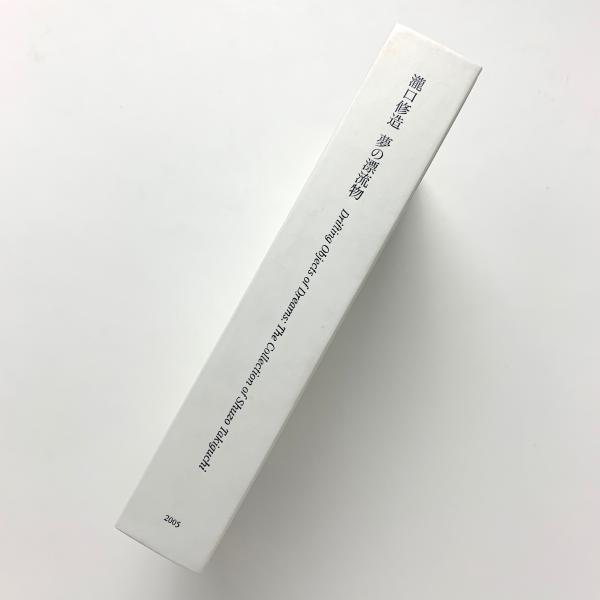 瀧口修造 夢の漂流物
Drifting Objects of Dreams: The Collection of Shuzo Takiguchi
2005